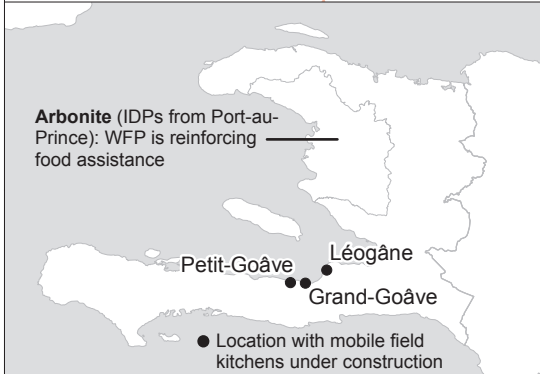 Arbonite (IDPs from Port-au-
Prince): WFP is reinforcing
food assistance
Léogâne
Petit-Goâve
Grand-Goâve
Location with mobile field
kitchens under construction